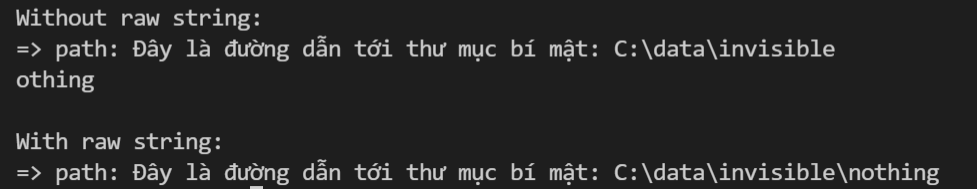 Without raw string:
=> path: Đây là đường dẫn tới thư mục bí mật: C:\data\invisible
othing
With raw string:
=> path: Đây là đường dẫn tới thư mục bí mật: C:\data\invisible\nothing